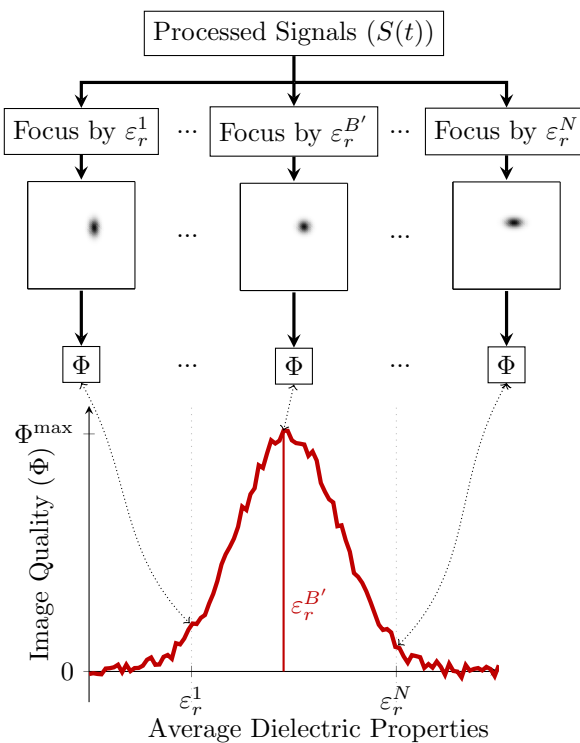 Processed Signals (S(t))
Focus by ε_r^1 ... Focus by ε_r^{B′} ... Focus by ε_r^N
... ...
Φ ... Φ ... Φ
Φ^max
Image Quality (Φ)
ε_r^{B′}
0
ε_r^1 ε_r^N
Average Dielectric Properties